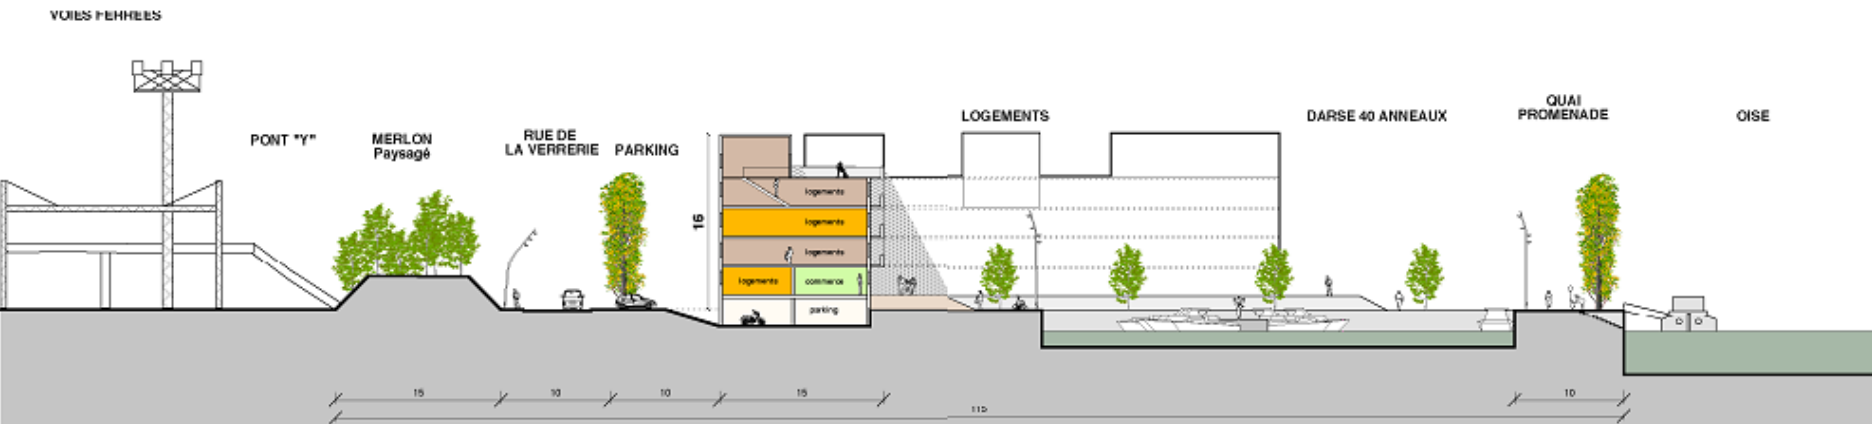 VOIES FERREES
PONT "Y"
MERLON
Paysagé
RUE DE
LA VERRERIE
PARKING
LOGEMENTS
DARSE 40 ANNEAUX
QUAI
PROMENADE
OISE
16
logements
logements
logements
logements
commerce
parking
15
10
10
15
10
115